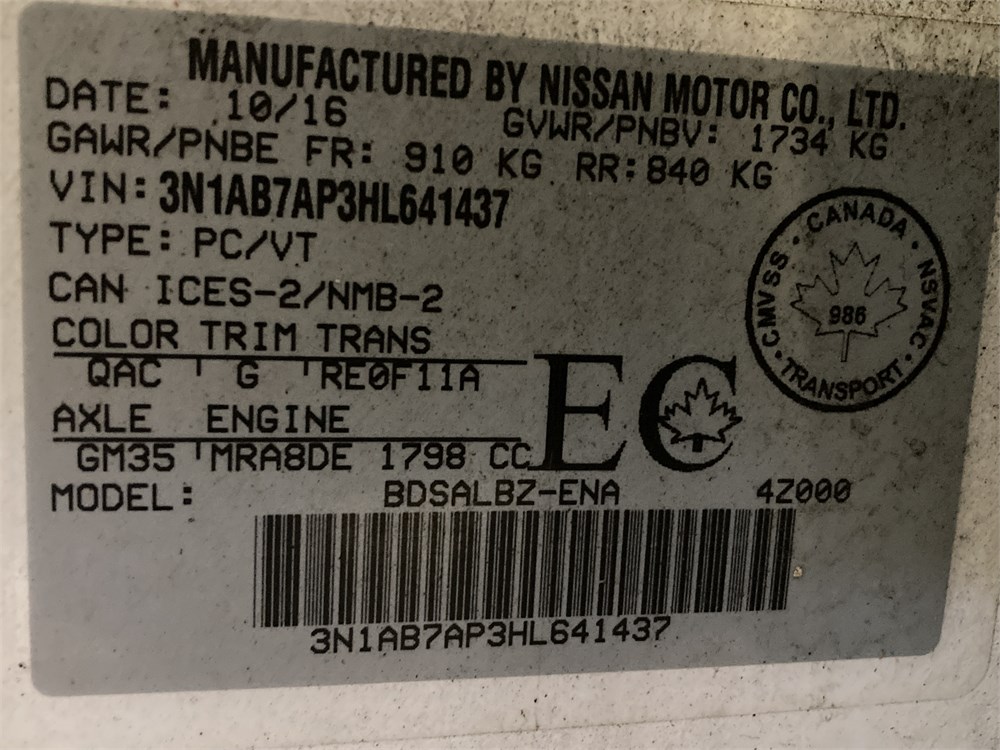 MANUFACTURED BY NISSAN MOTOR CO., LTD.
DATE: 10/16 GVWR/PNBV: 1734 KG
GAWR/PNBE FR: 910 KG RR: 840 KG
VIN: 3N1AB7AP3HL641437
TYPE: PC/VT
CAN ICES-2/NMB-2
COLOR TRIM TRANS
QAC G RE0F11A
AXLE ENGINE
GM35 MRA8DE 1798 CC
EC
CANADA · NSVAC · TRANSPORT · CMVSS ·
986
MODEL: BDSALBZ-ENA 4Z000
3N1AB7AP3HL641437